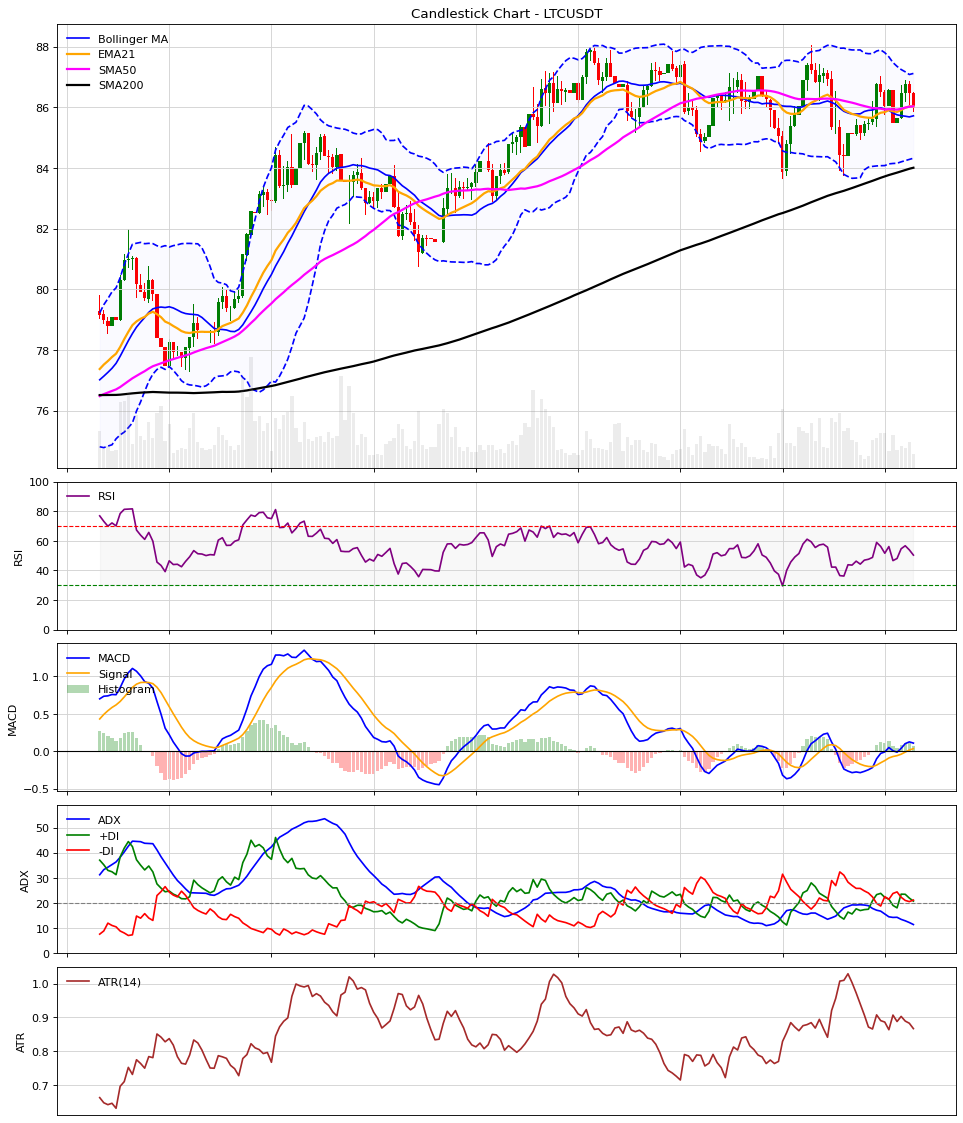 Candlestick Chart - LTCUSDT
Bollinger MA
EMA21
SMA50
SMA200
88
86
84
82
80
78
76
RSI
RSI
100
80
60
40
20
0
MACD
Signal
Histogram
MACD
1.0
0.5
0.0
−0.5
ADX
+DI
-DI
ADX
50
40
30
20
10
0
ATR(14)
ATR
1.0
0.9
0.8
0.7